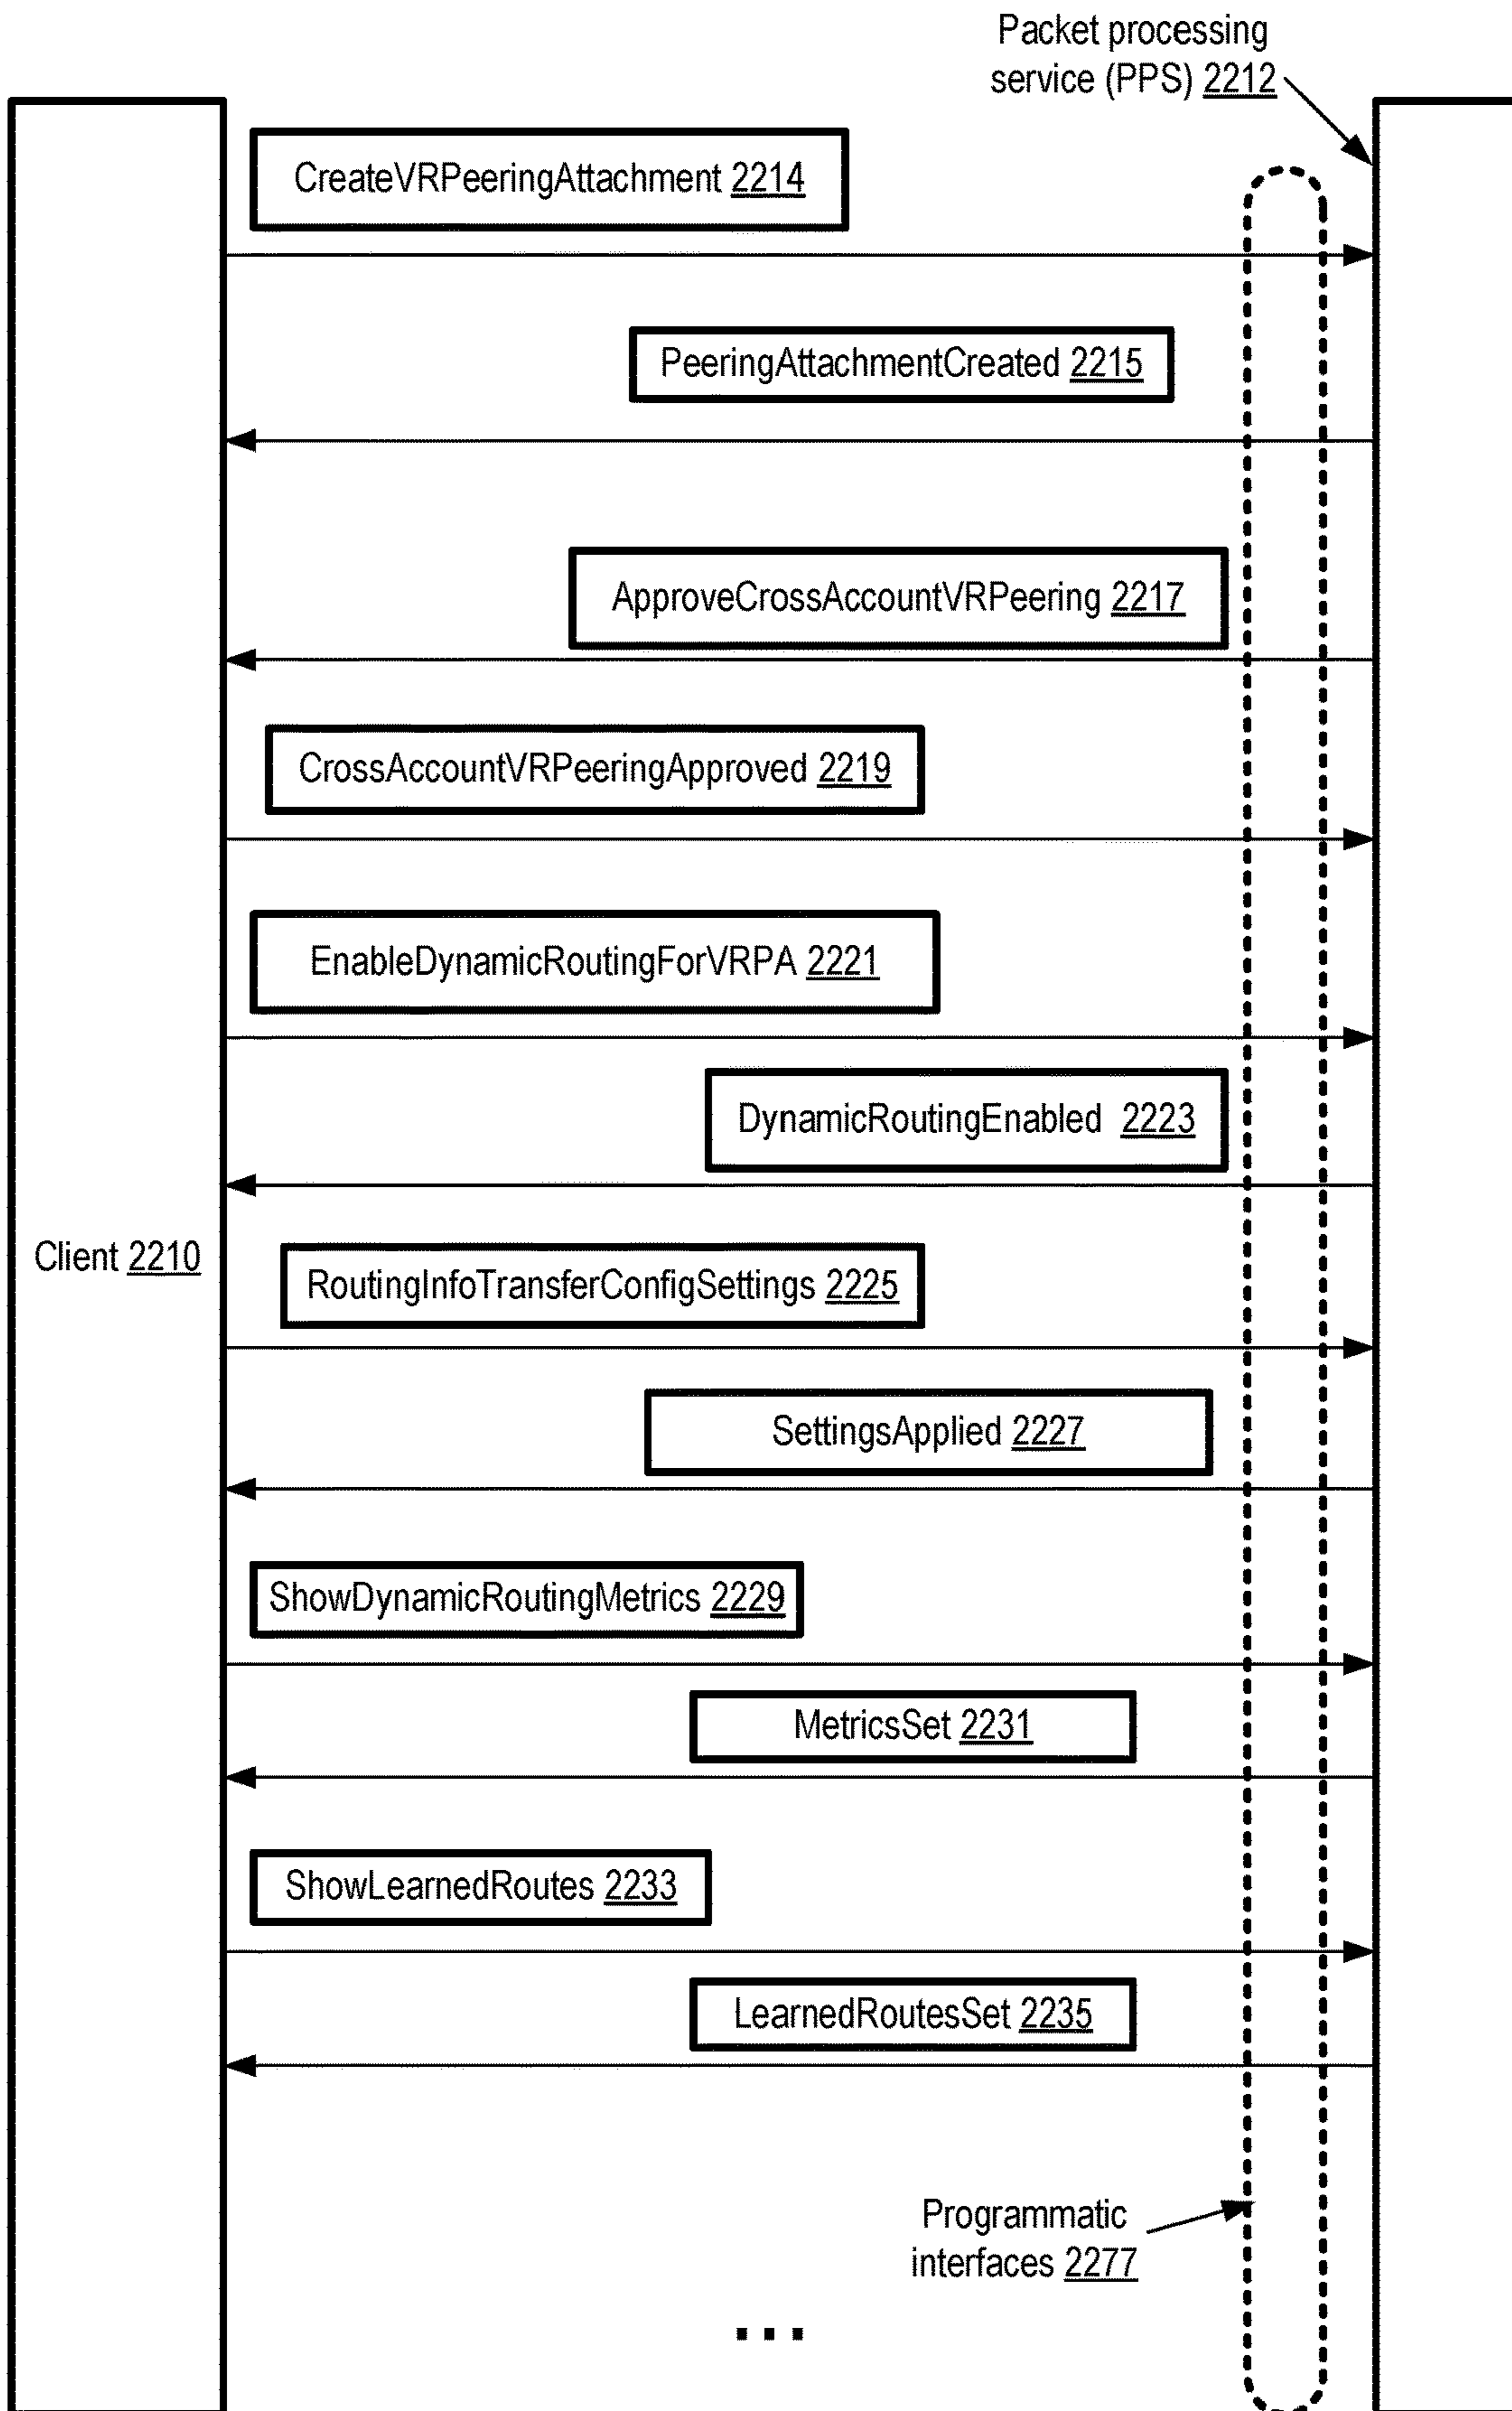 Packet processing
service (PPS) 2212
CreateVRPeeringAttachment 2214
PeeringAttachmentCreated 2215
ApproveCrossAccountVRPeering 2217
CrossAccountVRPeeringApproved 2219
EnableDynamicRoutingForVRPA 2221
DynamicRoutingEnabled 2223
Client 2210
RoutingInfoTransferConfigSettings 2225
SettingsApplied 2227
ShowDynamicRoutingMetrics 2229
MetricsSet 2231
ShowLearnedRoutes 2233
LearnedRoutesSet 2235
Programmatic
interfaces 2277
...